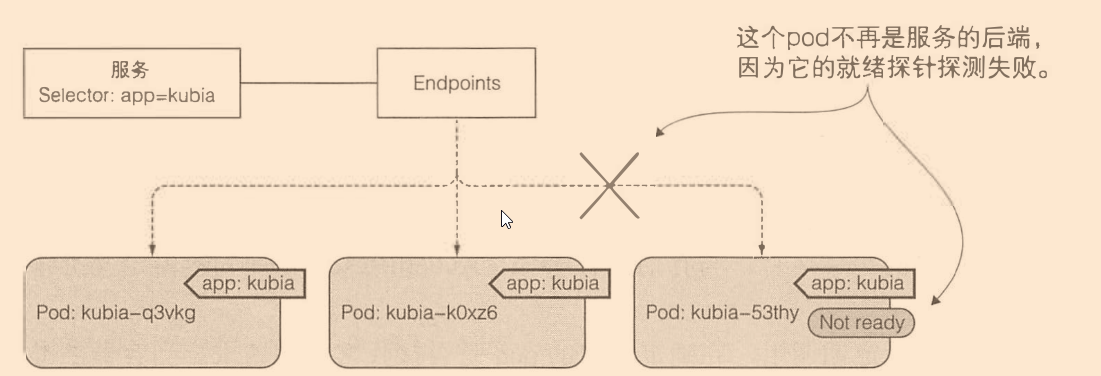 这个pod不再是服务的后端，
因为它的就绪探针探测失败。
服务
Selector: app=kubia
Endpoints
app: kubia
Pod: kubia-q3vkg
app: kubia
Pod: kubia-k0xz6
app: kubia
Pod: kubia-53thy
Not ready